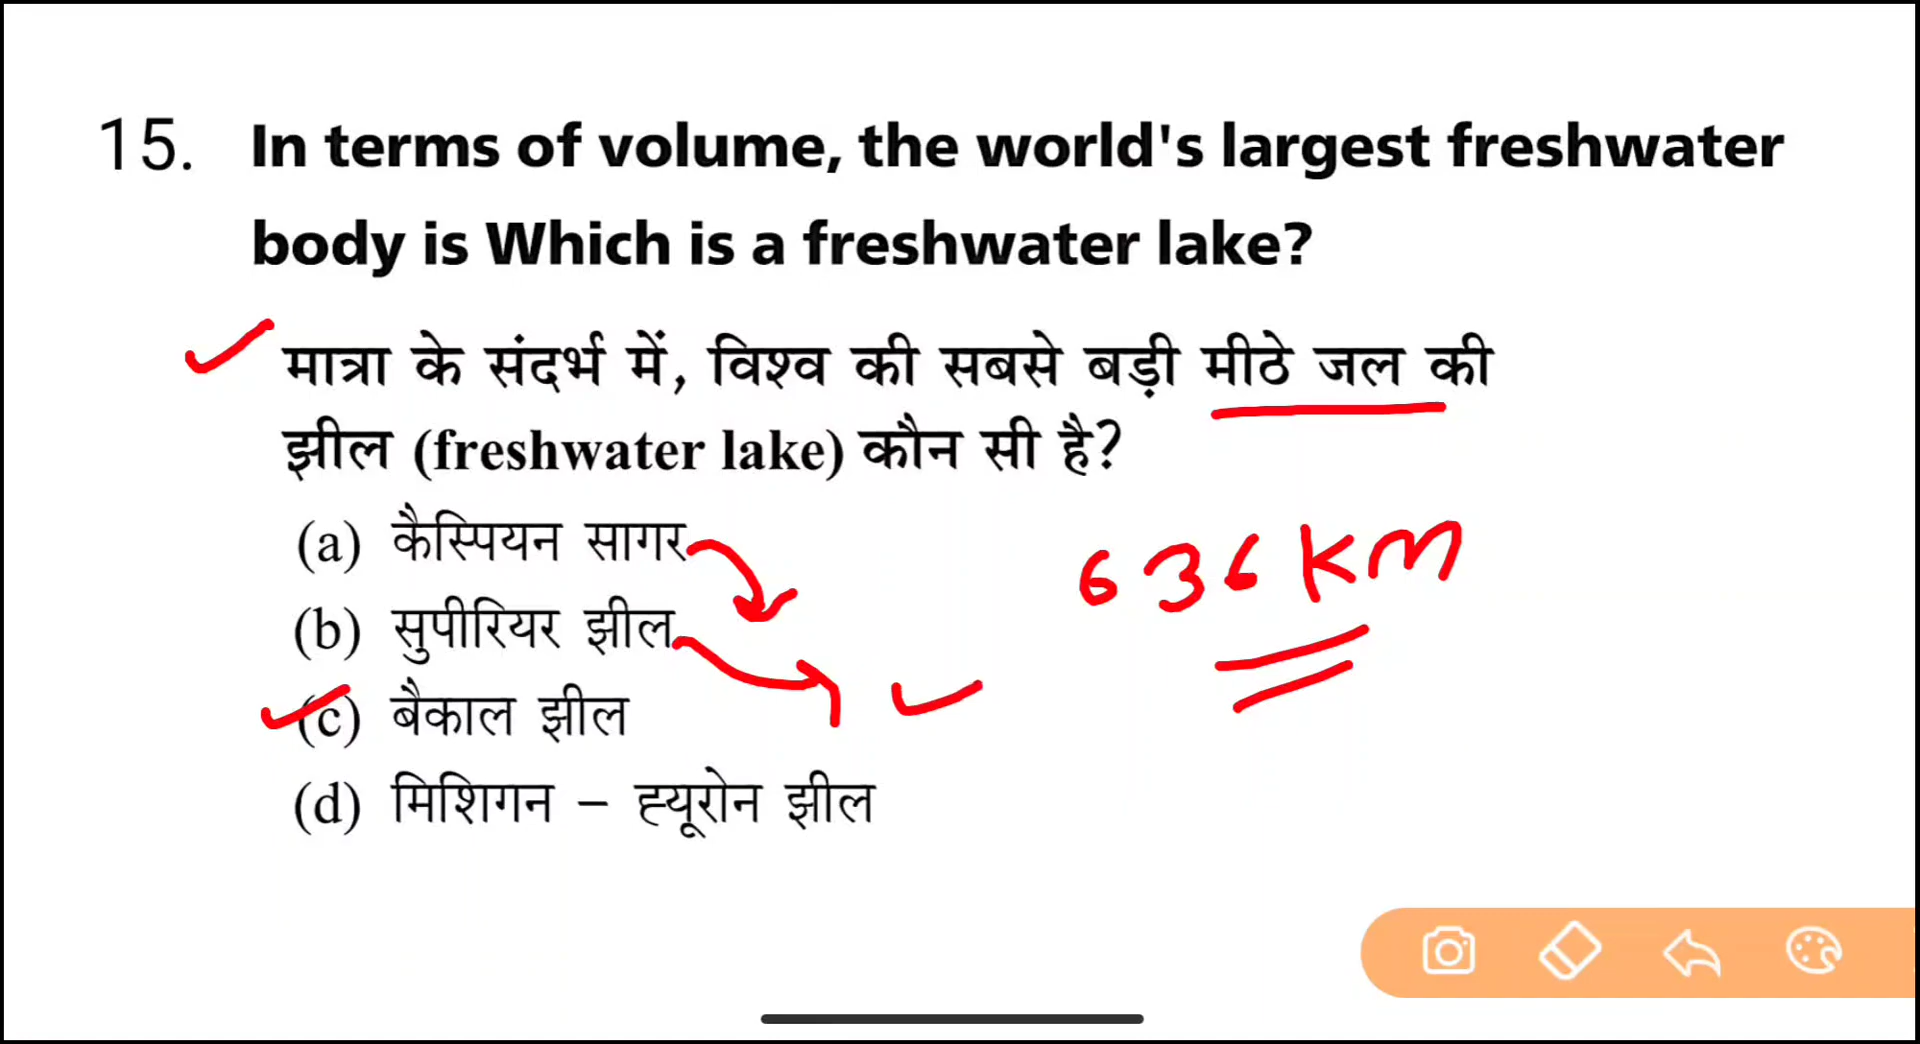 15. In terms of volume, the world's largest freshwater
body is Which is a freshwater lake?
मात्रा के संदर्भ में, विश्व की सबसे बड़ी मीठे जल की
झील (freshwater lake) कौन सी है?
(a) कैस्पियन सागर
(b) सुपीरियर झील
(c) बैकाल झील
(d) मिशिगन – ह्यूरोन झील
636 KM